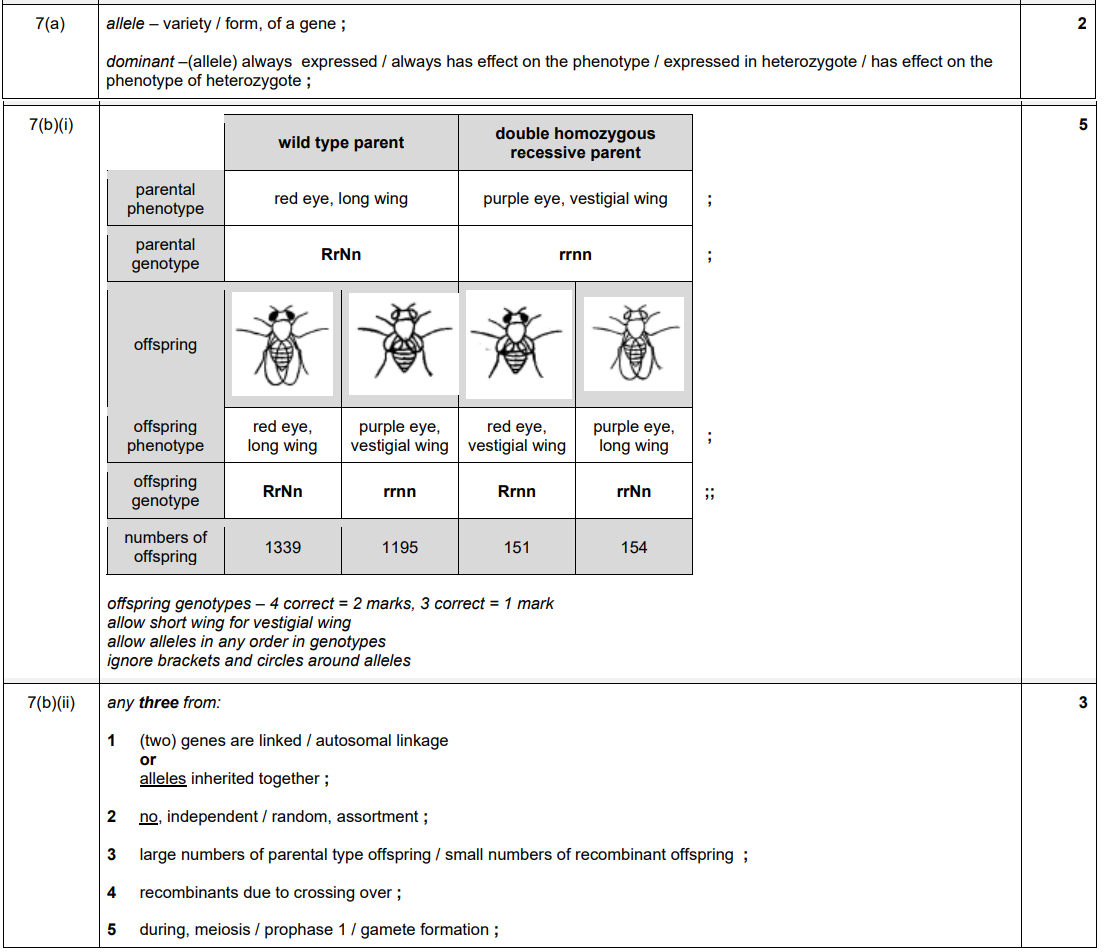 7(a)
allele – variety / form, of a gene ;
2
dominant –(allele) always expressed / always has effect on the phenotype / expressed in heterozygote / has effect on the
phenotype of heterozygote ;
7(b)(i)
5
wild type parent
double homozygous
recessive parent
parental
phenotype
red eye, long wing
purple eye, vestigial wing
;
parental
genotype
RrNn
rrnn
;
offspring
offspring
phenotype
red eye,
long wing
purple eye,
vestigial wing
red eye,
vestigial wing
purple eye,
long wing
;
offspring
genotype
RrNn
rrnn
Rrnn
rrNn
;;
numbers of
offspring
1339
1195
151
154
offspring genotypes – 4 correct = 2 marks, 3 correct = 1 mark
allow short wing for vestigial wing
allow alleles in any order in genotypes
ignore brackets and circles around alleles
7(b)(ii)
any three from:
3
1 (two) genes are linked / autosomal linkage
or
alleles inherited together ;
2 no, independent / random, assortment ;
3 large numbers of parental type offspring / small numbers of recombinant offspring ;
4 recombinants due to crossing over ;
5 during, meiosis / prophase 1 / gamete formation ;